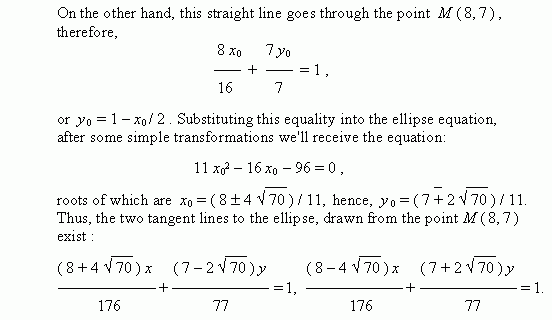 On the other hand, this straight line goes through the point M ( 8, 7 ) ,
therefore,
8 x₀ / 16 + 7 y₀ / 7 = 1 ,
or y₀ = 1 – x₀ / 2 . Substituting this equality into the ellipse equation,
after some simple transformations we'll receive the equation:
11 x₀² – 16 x₀ – 96 = 0 ,
roots of which are x₀ = ( 8 ± 4 √70 ) / 11, hence, y₀ = ( 7 ∓ 2 √70 ) / 11.
Thus, the two tangent lines to the ellipse, drawn from the point M ( 8, 7 )
exist :
( 8 + 4 √70 ) x / 176 + ( 7 – 2 √70 ) y / 77 = 1, ( 8 – 4 √70 ) x / 176 + ( 7 + 2 √70 ) y / 77 = 1.